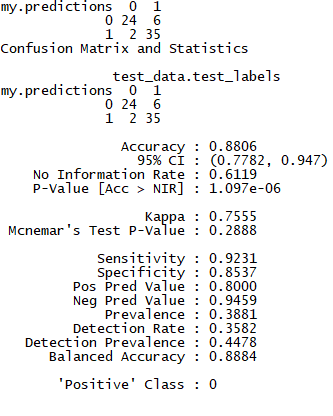 my.predictions 0 1
0 24 6
1 2 35
Confusion Matrix and Statistics
test_data.test_labels
my.predictions 0 1
0 24 6
1 2 35
Accuracy : 0.8806
95% CI : (0.7782, 0.947)
No Information Rate : 0.6119
P-Value [Acc > NIR] : 1.097e-06
Kappa : 0.7555
Mcnemar's Test P-Value : 0.2888
Sensitivity : 0.9231
Specificity : 0.8537
Pos Pred Value : 0.8000
Neg Pred Value : 0.9459
Prevalence : 0.3881
Detection Rate : 0.3582
Detection Prevalence : 0.4478
Balanced Accuracy : 0.8884
'Positive' Class : 0